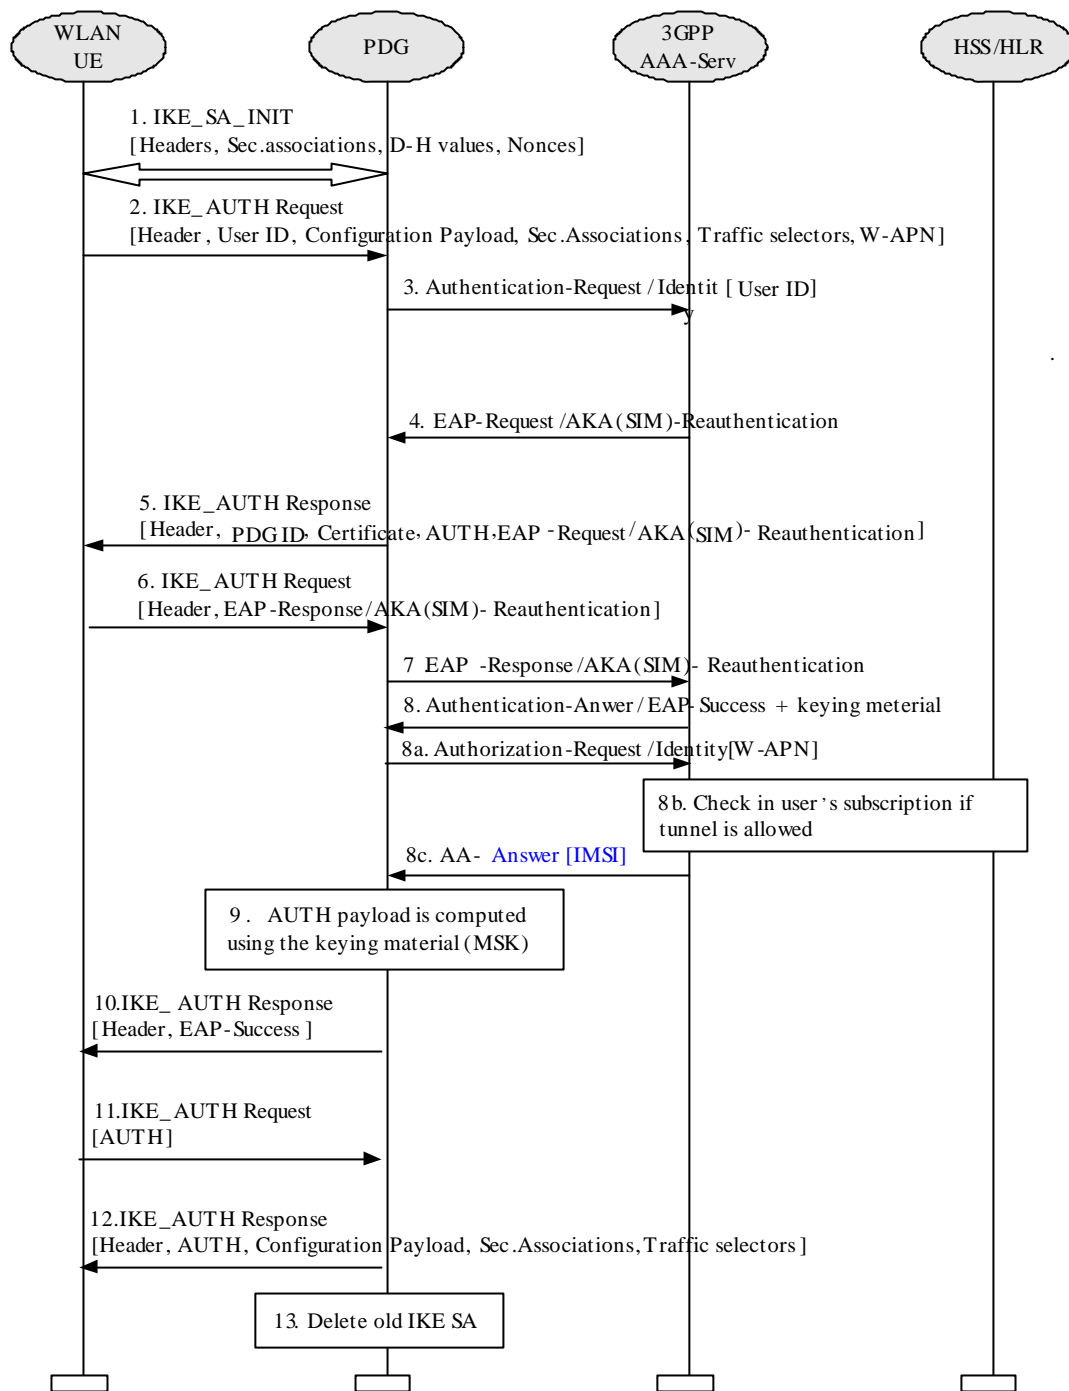 WLAN
UE
PDG
3GPP
AAA-Serv
HSS/HLR
1. IKE_SA_INIT
[Headers, Sec.associations, D-H values, Nonces]
2. IKE_AUTH Request
[Header, User ID, Configuration Payload, Sec.Associations, Traffic selectors, W-APN]
3. Authentication-Request/Identit [User ID]
y
.
4. EAP-Request/AKA(SIM)-Reauthentication
5. IKE_AUTH Response
[Header, PDG ID, Certificate, AUTH,EAP-Request/AKA(SIM)-Reauthentication]
6. IKE_AUTH Request
[Header, EAP-Response/AKA(SIM)-Reauthentication]
7 EAP -Response/AKA(SIM)-Reauthentication
8. Authentication-Anwer/EAP-Success + keying meterial
8a. Authorization-Request/Identity[W-APN]
8b. Check in user's subscription if
tunnel is allowed
8c. AA- Answer [IMSI]
9. AUTH payload is computed
using the keying material (MSK)
10.IKE_ AUTH Response
[Header, EAP-Success]
11.IKE_AUTH Request
[AUTH]
12.IKE_AUTH Response
[Header, AUTH, Configuration Payload, Sec.Associations,Traffic selectors]
13. Delete old IKE SA